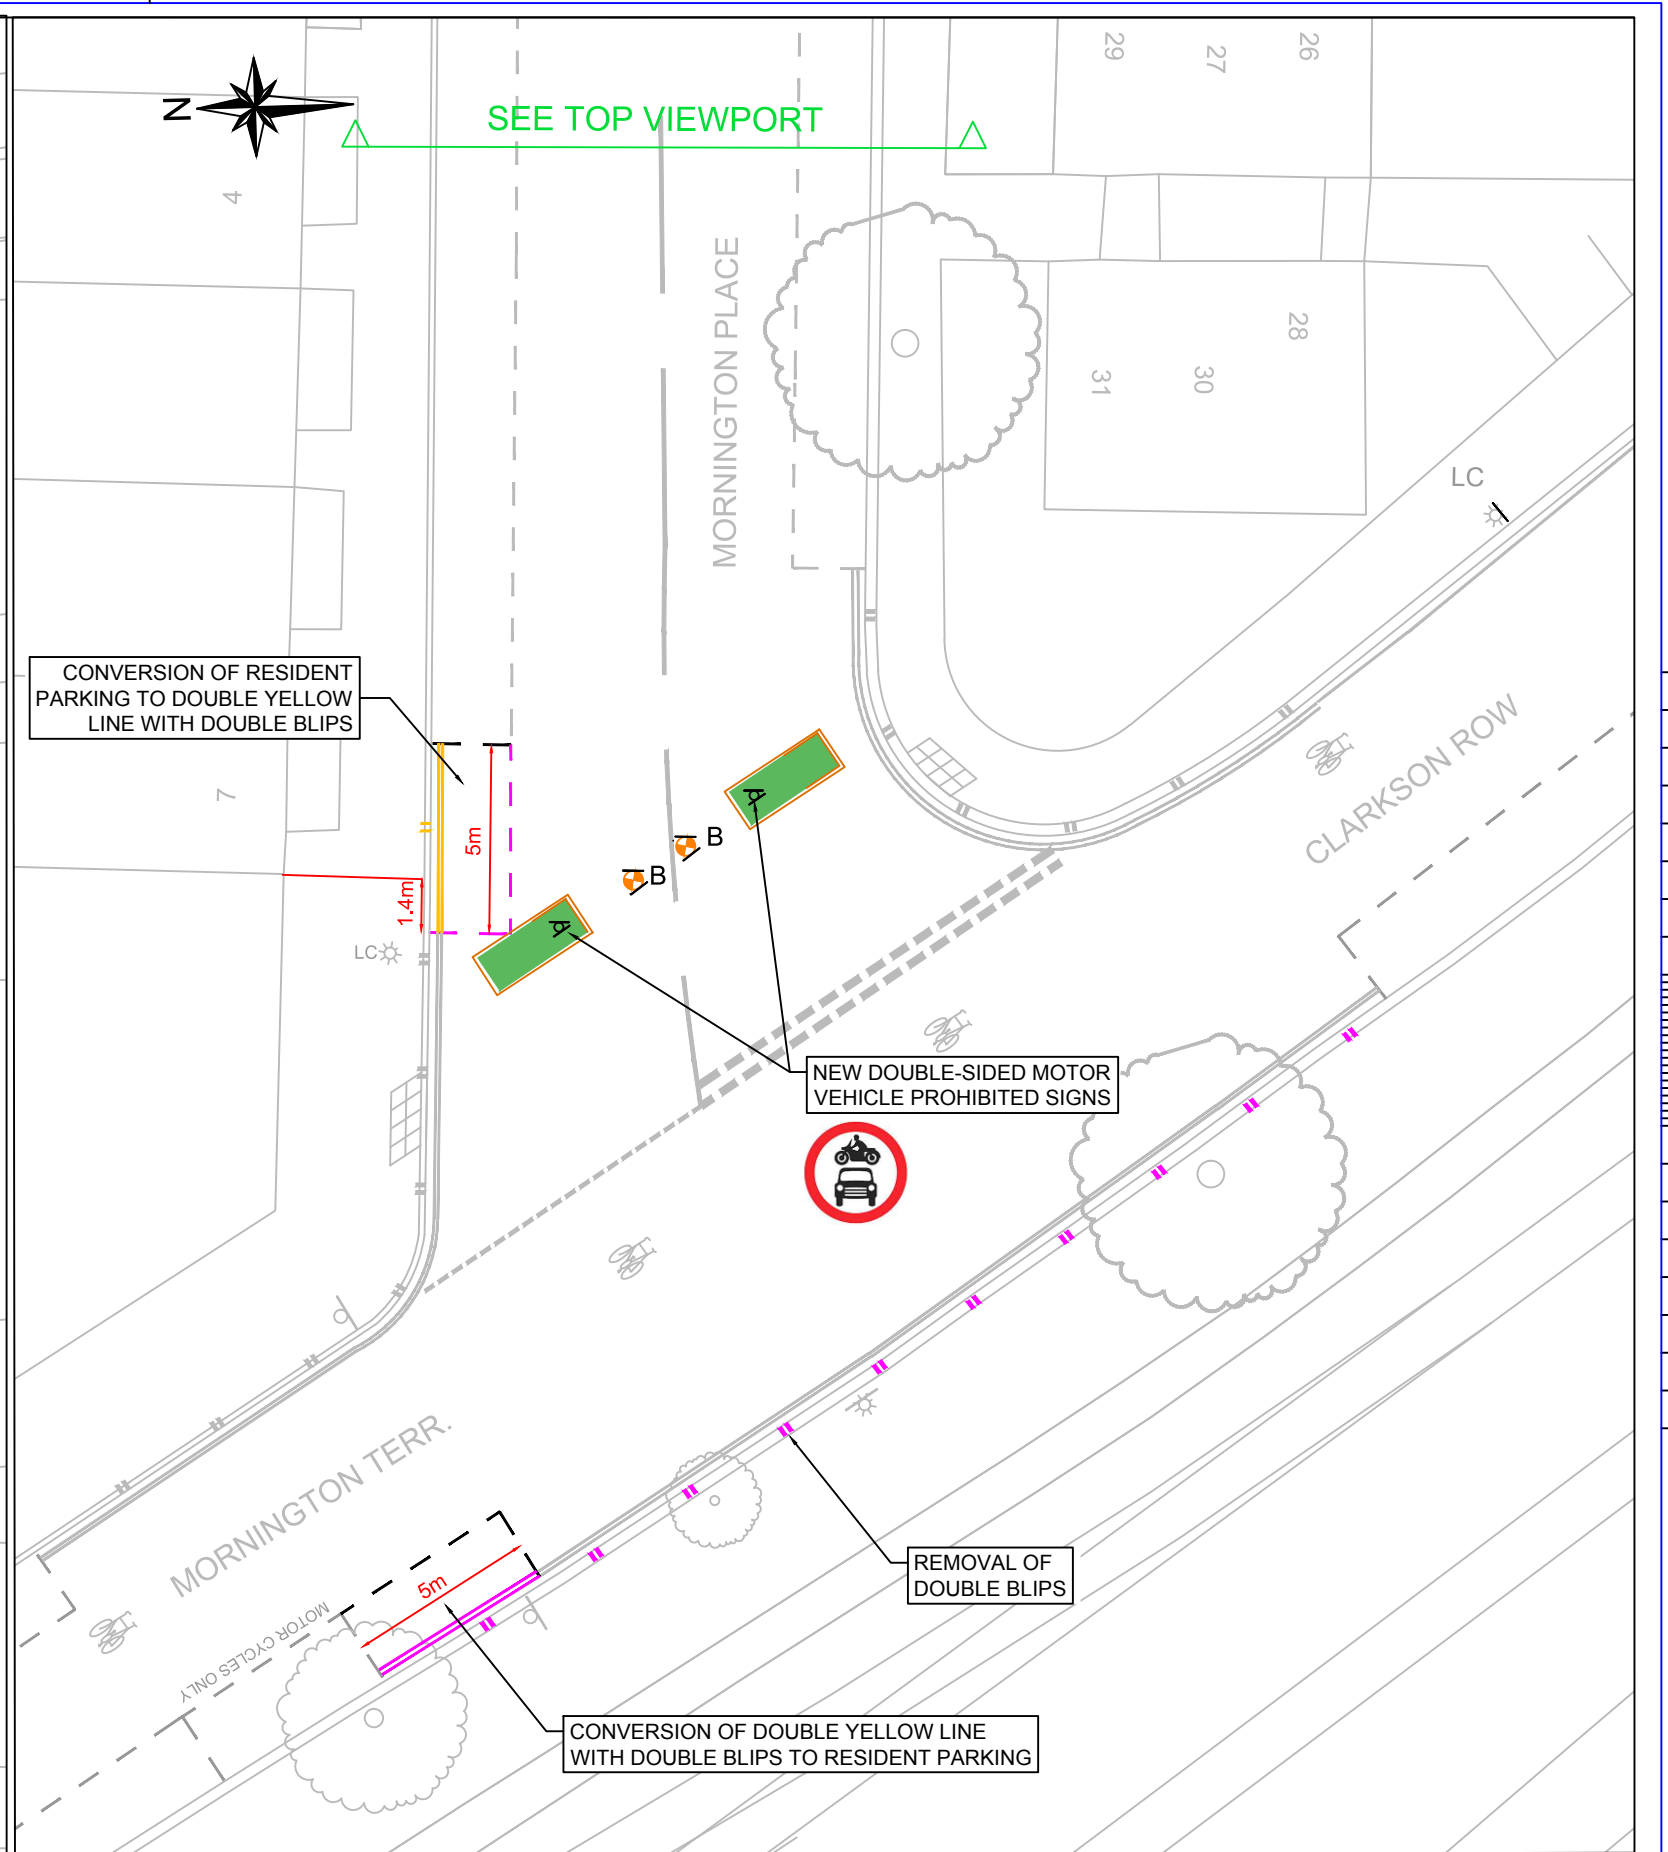 N
SEE TOP VIEWPORT
29
27
26
4
MORNINGTON PLACE
28
31
30
LC
CONVERSION OF RESIDENT
PARKING TO DOUBLE YELLOW
LINE WITH DOUBLE BLIPS
7
5m
1.4m
B
B
CLARKSON ROW
LC
NEW DOUBLE-SIDED MOTOR
VEHICLE PROHIBITED SIGNS
MORNINGTON TERR.
REMOVAL OF
DOUBLE BLIPS
5m
MOTOR CYCLES ONLY
CONVERSION OF DOUBLE YELLOW LINE
WITH DOUBLE BLIPS TO RESIDENT PARKING